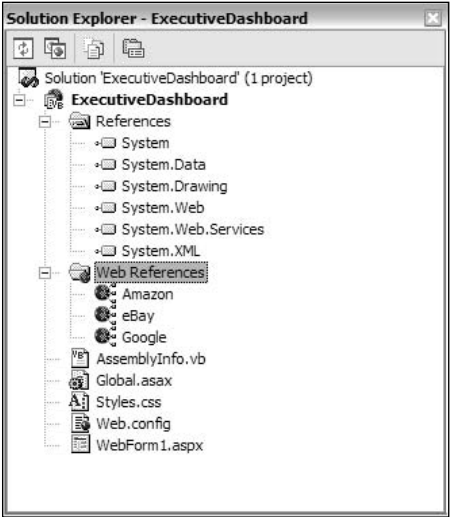 Solution Explorer - ExecutiveDashboard
Solution 'ExecutiveDashboard' (1 project)
ExecutiveDashboard
References
System
System.Data
System.Drawing
System.Web
System.Web.Services
System.XML
Web References
Amazon
eBay
Google
AssemblyInfo.vb
Global.asax
Styles.css
Web.config
WebForm1.aspx